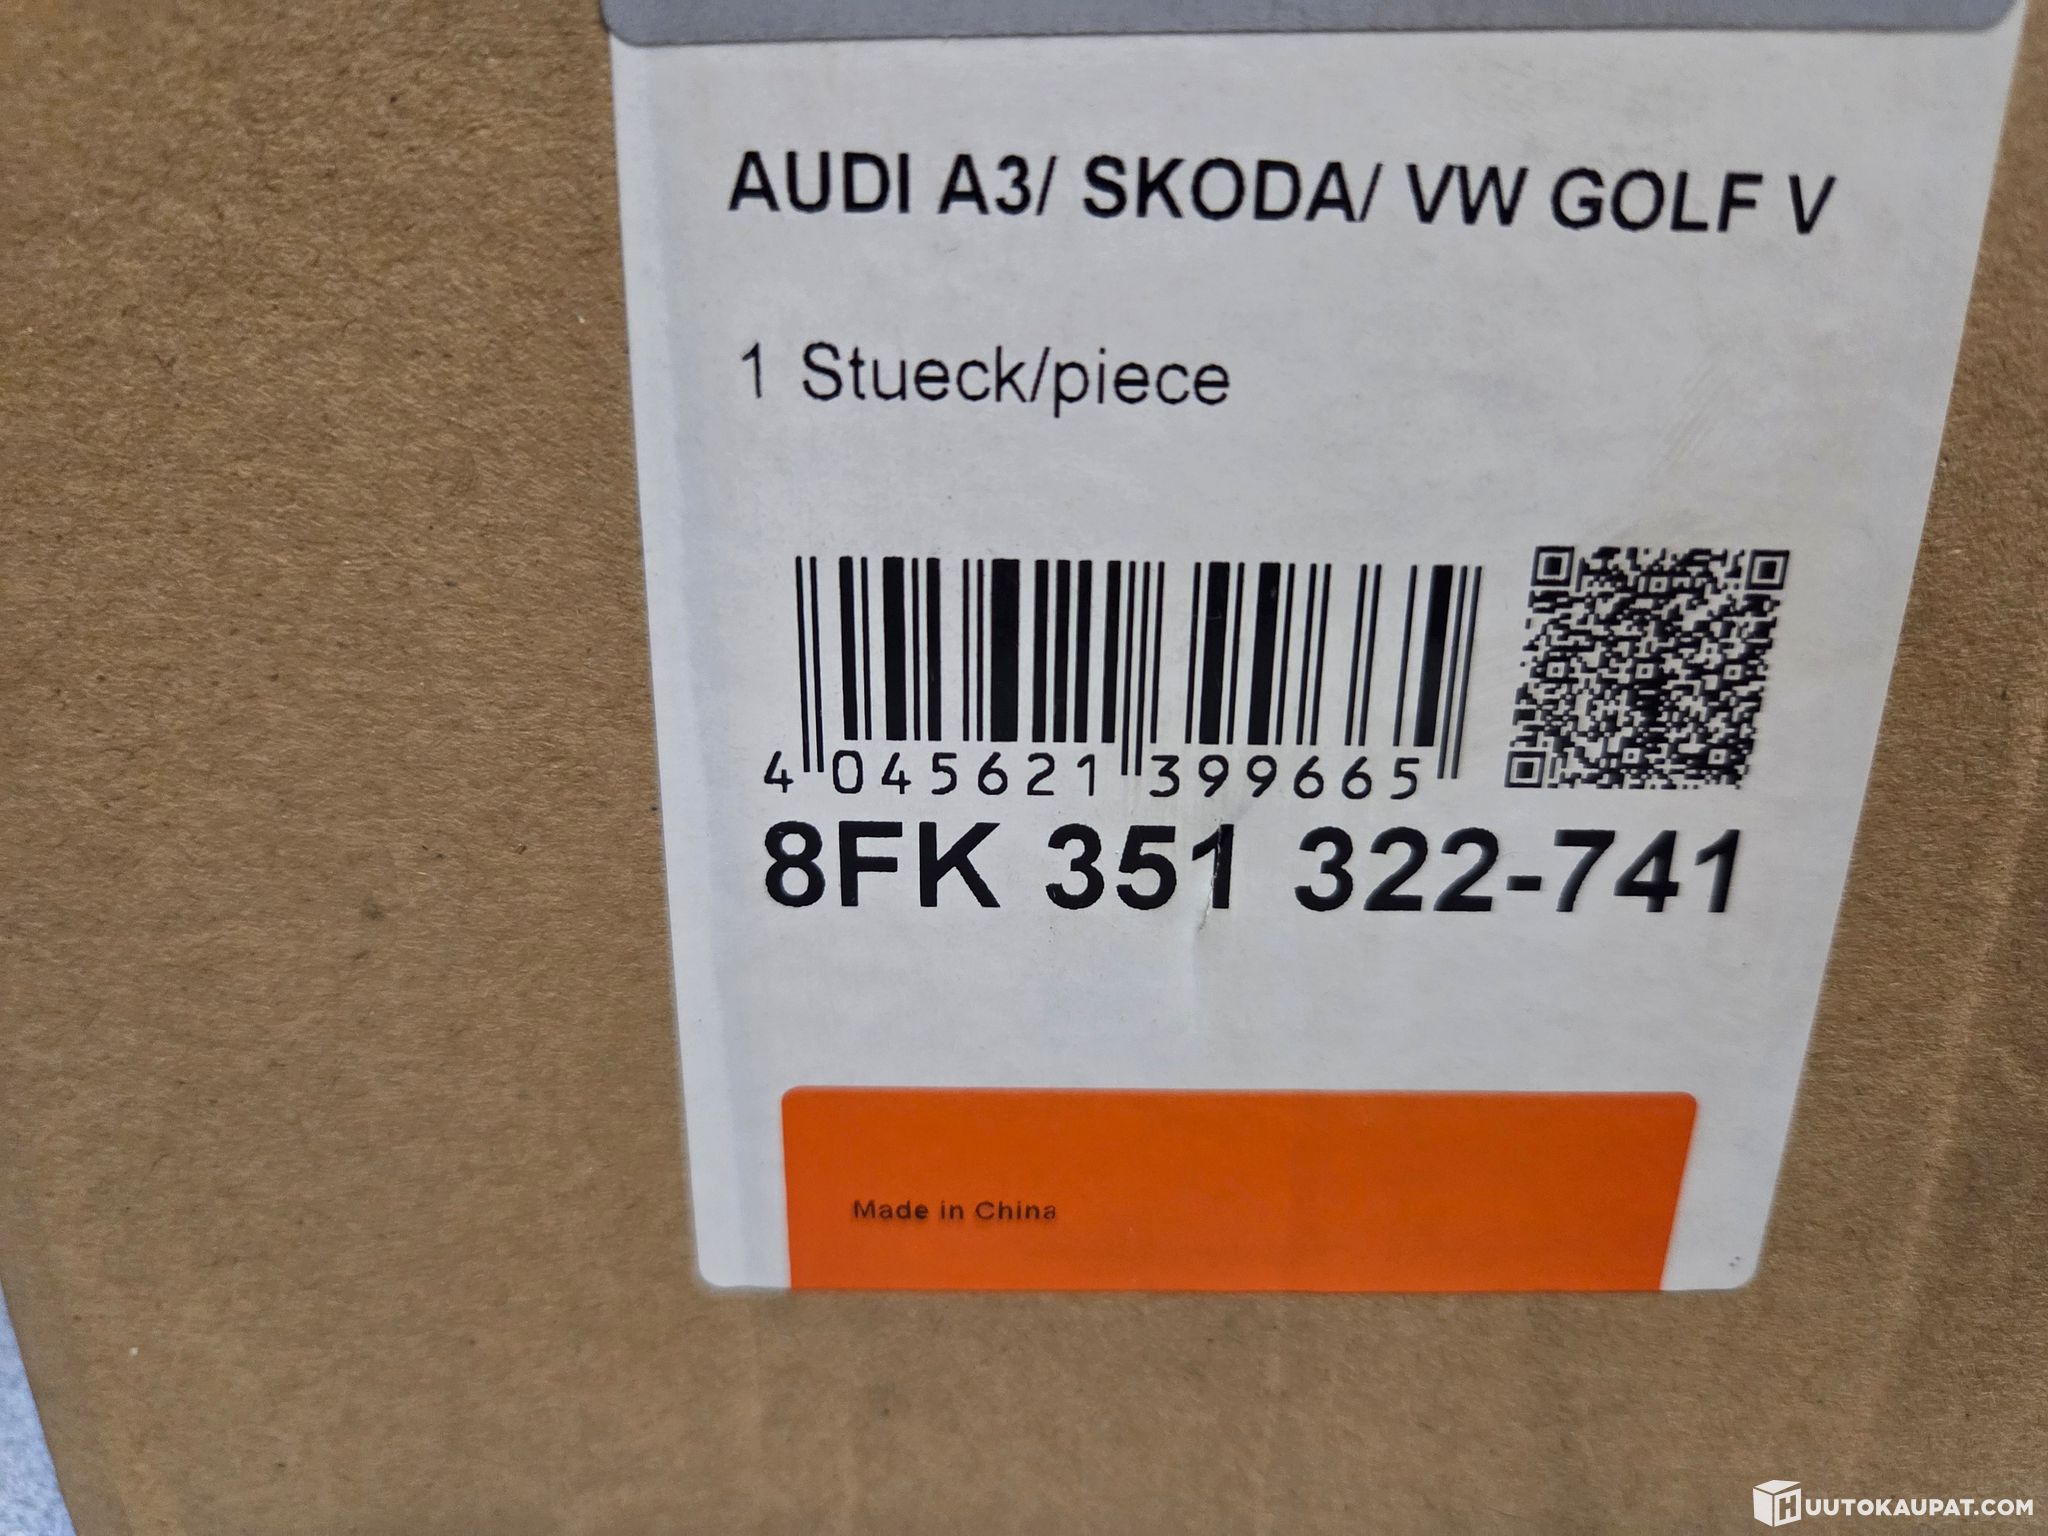 AUDI A3/ SKODA/ VW GOLF V
1 Stueck/piece
4 045621 399665
8FK 351 322-741
Made in China
HUUTOKAUPAT.COM